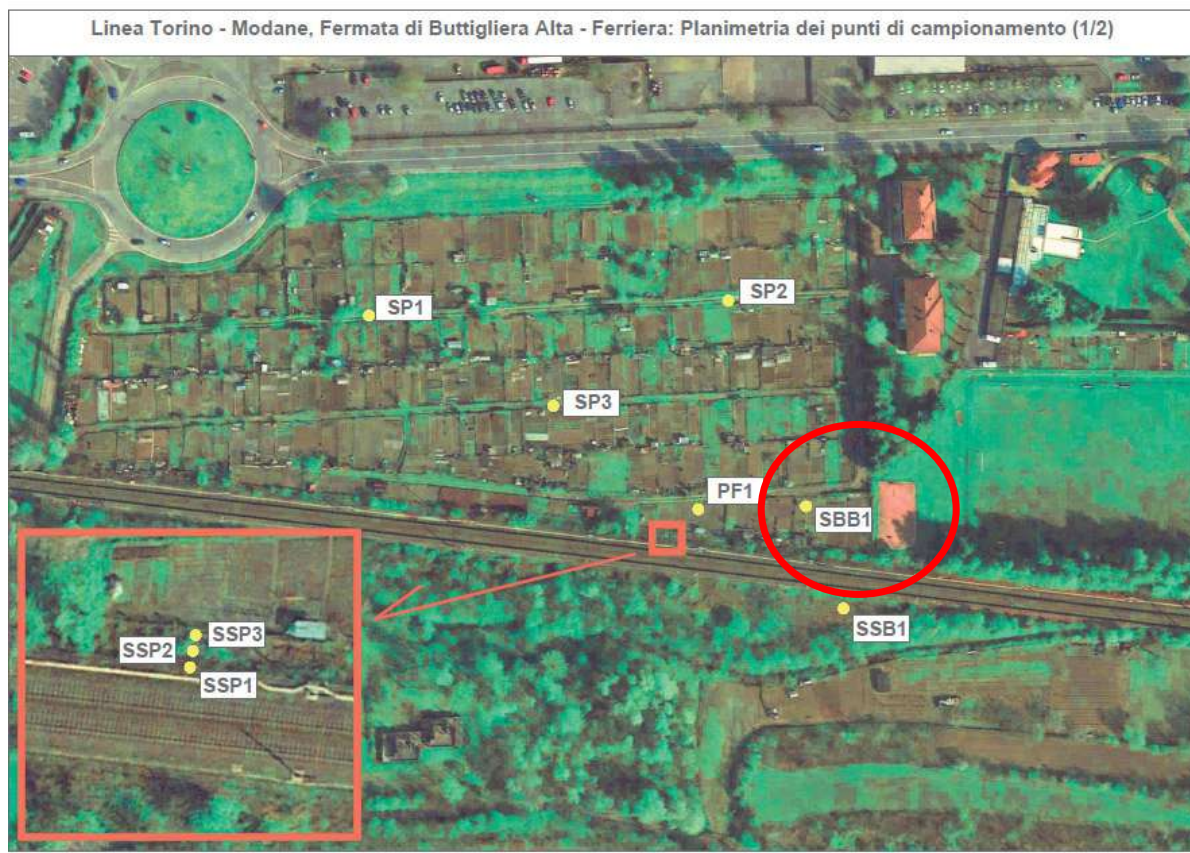 Linea Torino - Modane, Fermata di Buttigliera Alta - Ferriera: Planimetria dei punti di campionamento (1/2)
SP1
SP2
SP3
PF1
SBB1
SSB1
SSP3
SSP2
SSP1